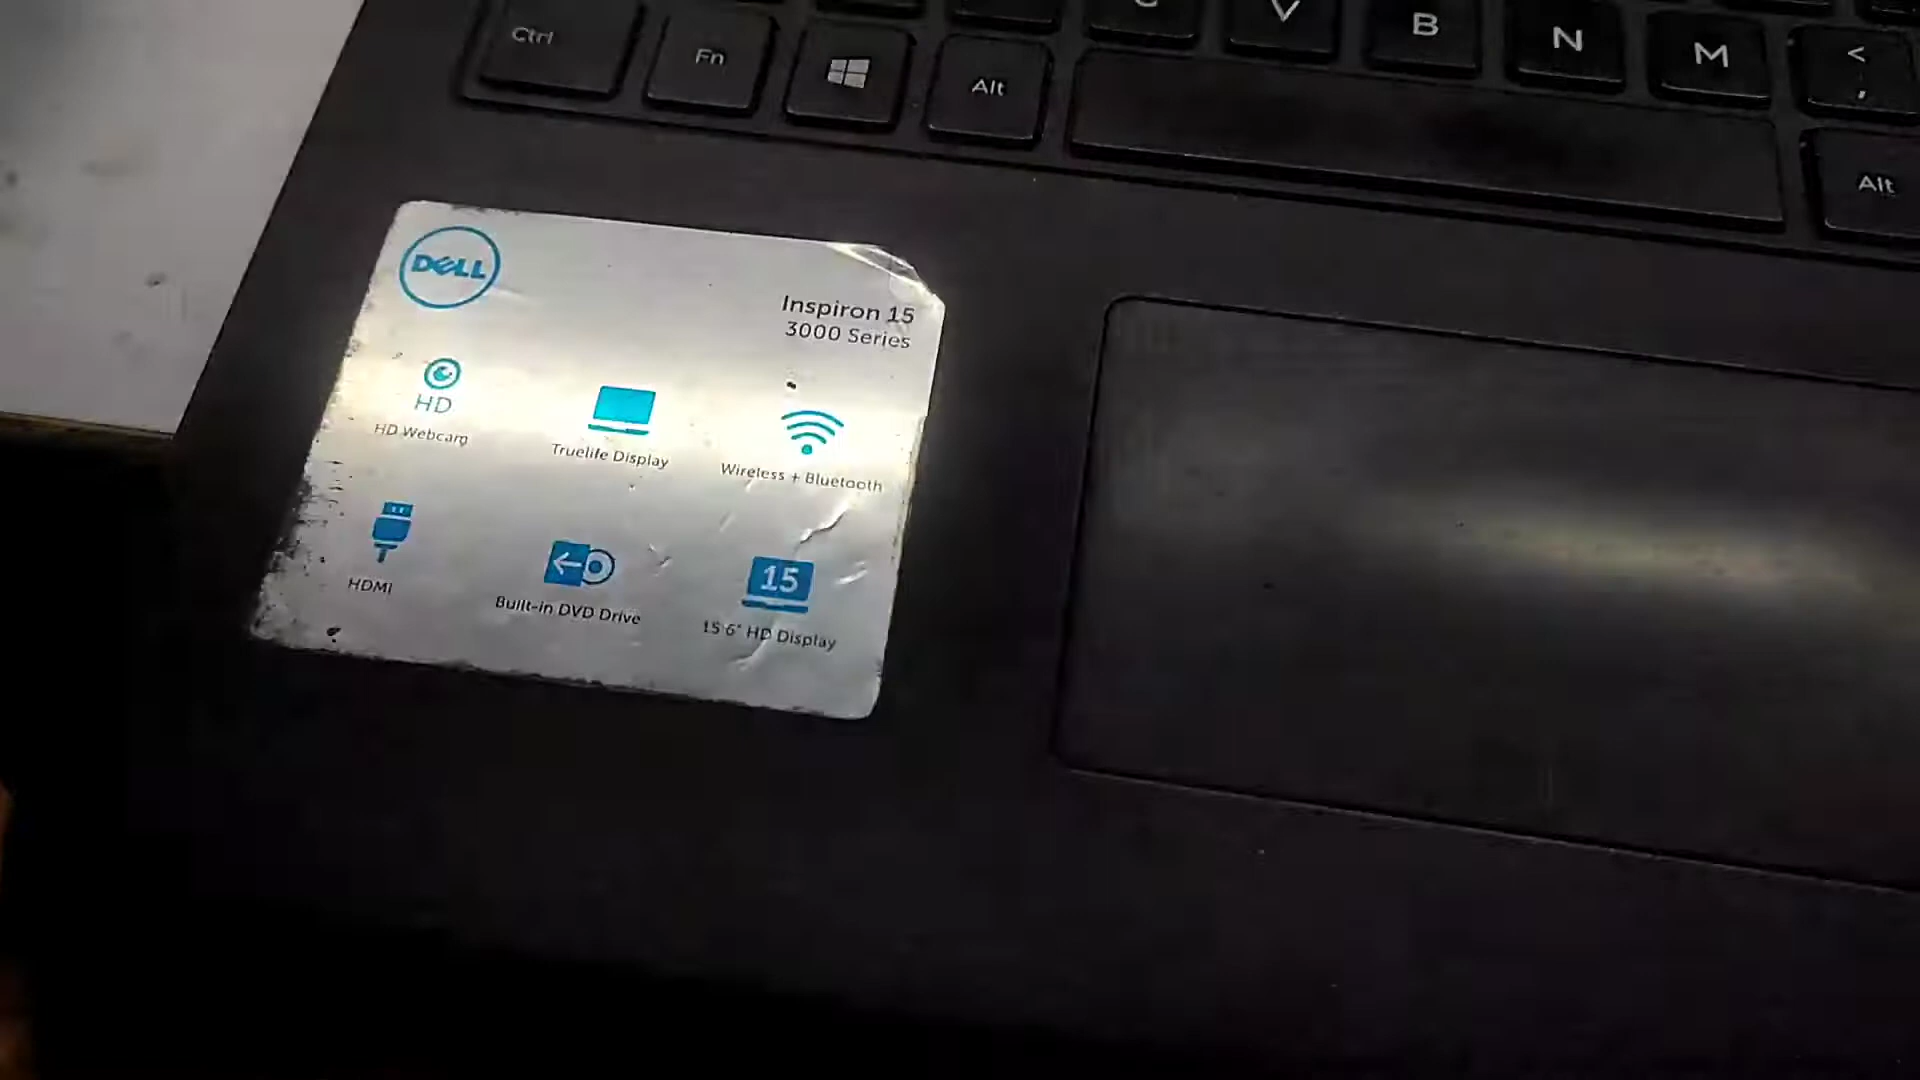 C V B N M < ,
Ctrl Fn Alt Alt
DELL
Inspiron 15
3000 Series
HD
HD Webcam
Truelife Display
Wireless + Bluetooth
HDMI
Built-in DVD Drive
15
15.6" HD Display